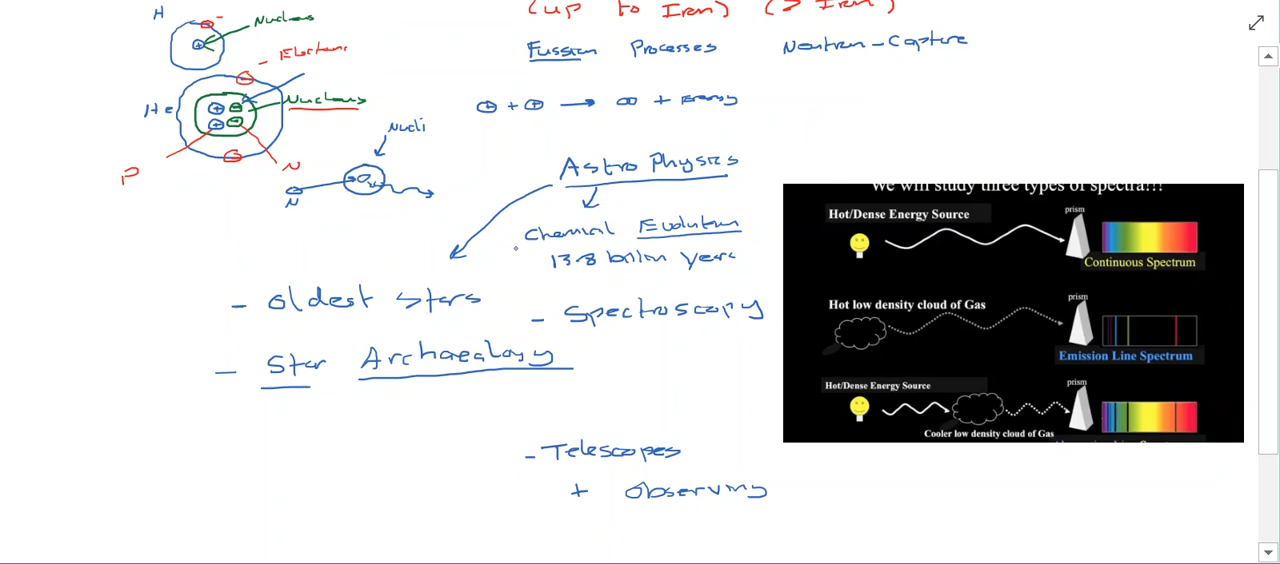 H
-
Nucleus
(up to Iron) (> Iron)
Fussion Processes Neutron-Capture
-
He
Nucleus
+ → + Energy
Nucli
P
N
N
Astro Physics
Chemical Evolution
13.8 billion years
- Oldest Stars
- Spectroscopy
- Star Archaeology
- Telescopes
+ Observing
We will study three types of spectra!!!
Hot/Dense Energy Source
prism
Continuous Spectrum
Hot low density cloud of Gas
prism
Emission Line Spectrum
Hot/Dense Energy Source
prism
Cooler low density cloud of Gas